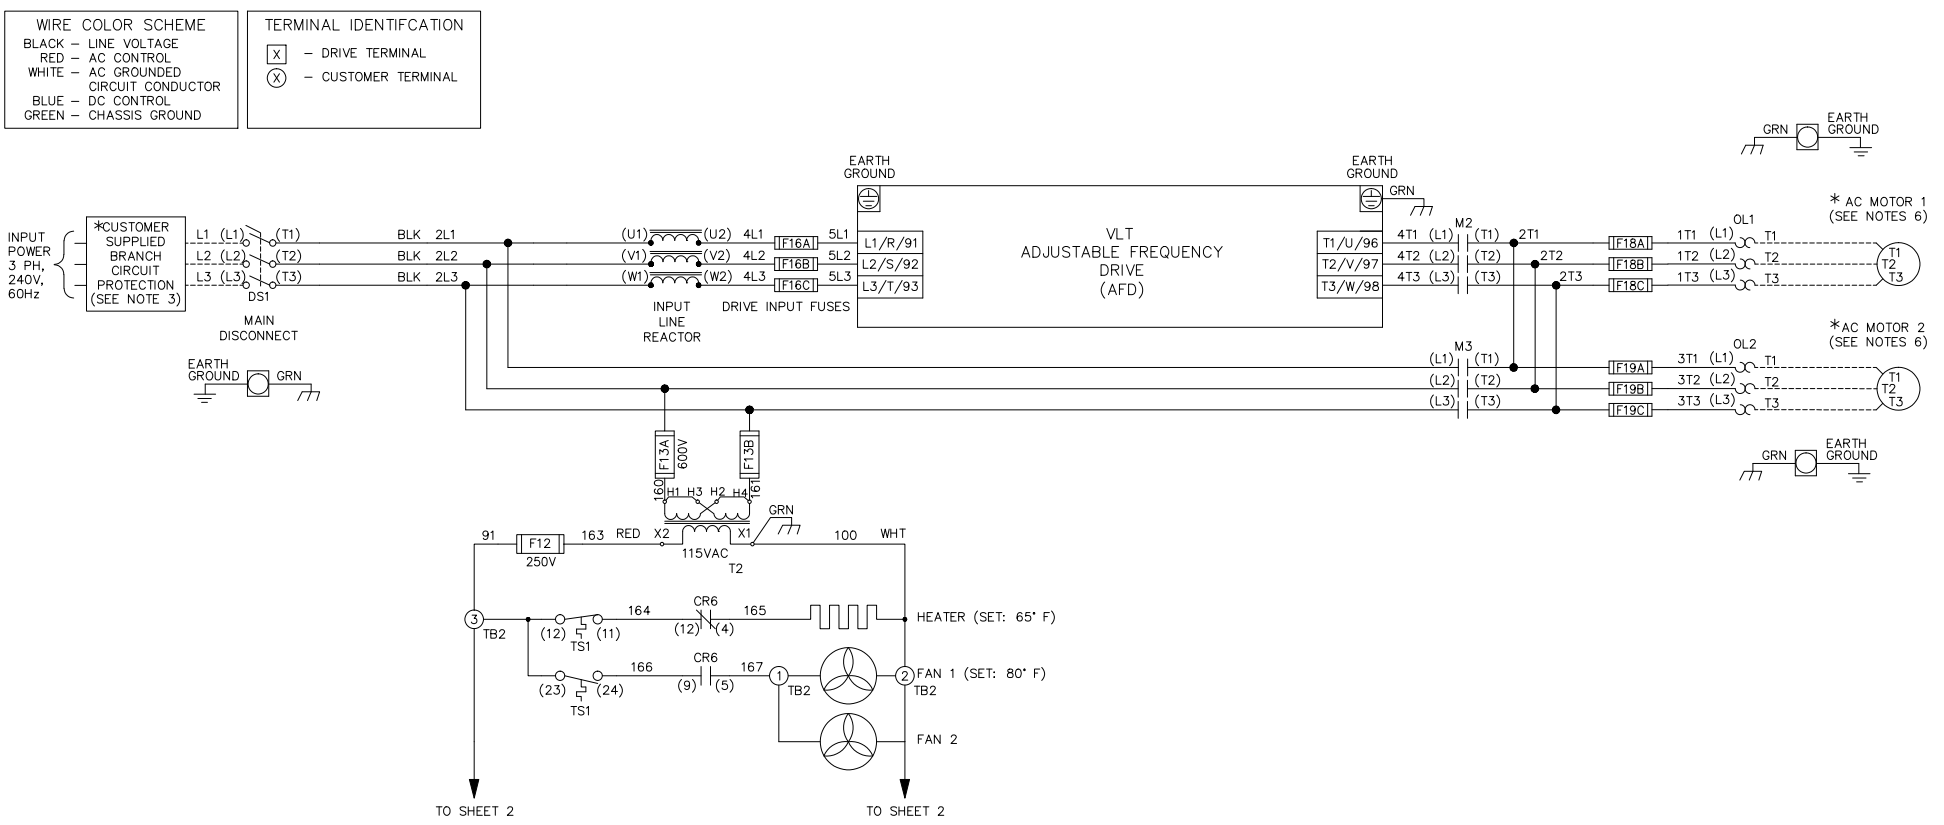 WIRE COLOR SCHEME
BLACK – LINE VOLTAGE
RED – AC CONTROL
WHITE – AC GROUNDED
CIRCUIT CONDUCTOR
BLUE – DC CONTROL
GREEN – CHASSIS GROUND
TERMINAL IDENTIFCATION
X – DRIVE TERMINAL
X – CUSTOMER TERMINAL
INPUT
POWER
3 PH,
240V,
60Hz
*CUSTOMER
SUPPLIED
BRANCH
CIRCUIT
PROTECTION
(SEE NOTE 3)
L1 (L1) (T1) BLK 2L1 (U1) (U2) 4L1 F16A 5L1 L1/R/91
L2 (L2) (T2) BLK 2L2 (V1) (V2) 4L2 F16B 5L2 L2/S/92
L3 (L3) (T3) BLK 2L3 (W1) (W2) 4L3 F16C 5L3 L3/T/93
DS1
MAIN
DISCONNECT
EARTH
GROUND GRN
INPUT
LINE
REACTOR
DRIVE INPUT FUSES
EARTH
GROUND
VLT
ADJUSTABLE FREQUENCY
DRIVE
(AFD)
EARTH
GROUND
GRN
M2
T1/U/96 4T1 (L1) (T1) 2T1 F18A 1T1 (L1) T1
T2/V/97 4T2 (L2) (T2) 2T2 F18B 1T2 (L2) T2
T3/W/98 4T3 (L3) (T3) 2T3 F18C 1T3 (L3) T3
OL1
GRN
EARTH
GROUND
* AC MOTOR 1
(SEE NOTES 6)
T1
T2
T3
M3
(L1) (T1) F19A 3T1 (L1) T1
(L2) (T2) F19B 3T2 (L2) T2
(L3) (T3) F19C 3T3 (L3) T3
OL2
* AC MOTOR 2
(SEE NOTES 6)
T1
T2
T3
GRN
EARTH
GROUND
F13A
600V
F13B
160
H1 H3 H2 H4
161
GRN
91 F12 163 RED X2 X1 100 WHT
250V
115VAC
T2
3
TB2
164 CR6 165
(12) (11) (12) (4)
TS1
HEATER (SET: 65° F)
166 CR6 167 1 2
(23) (24) (9) (5) TB2 TB2
TS1
FAN 1 (SET: 80° F)
FAN 2
TO SHEET 2
TO SHEET 2